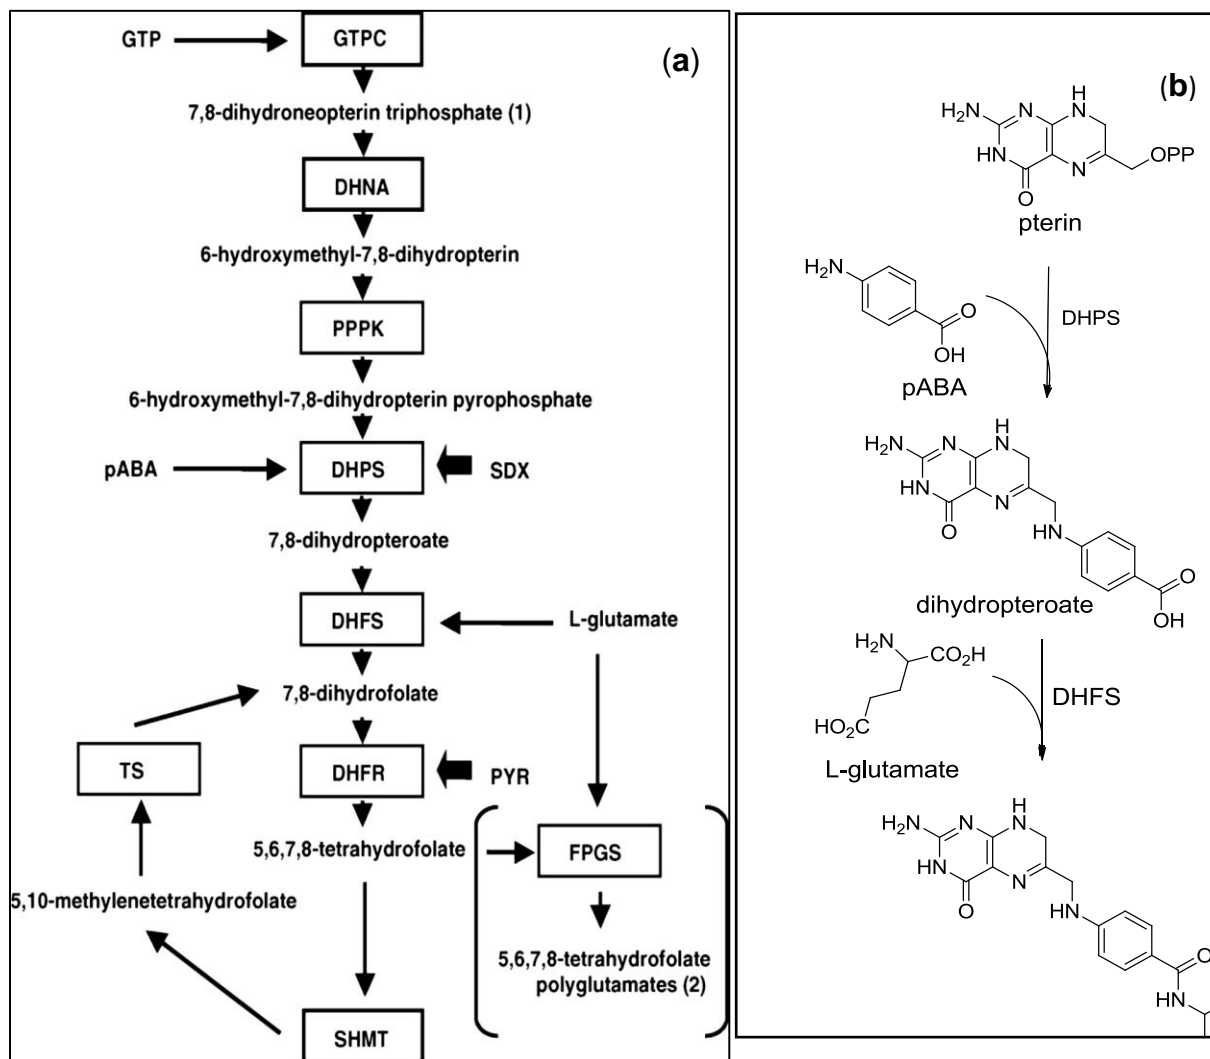 (a)
GTP
GTPC
7,8-dihydroneopterin triphosphate (1)
DHNA
6-hydroxymethyl-7,8-dihydropterin
PPPK
6-hydroxymethyl-7,8-dihydropterin pyrophosphate
pABA
DHPS
SDX
7,8-dihydropteroate
DHFS
L-glutamate
7,8-dihydrofolate
TS
DHFR
PYR
5,6,7,8-tetrahydrofolate
FPGS
5,10-methylenetetrahydrofolate
5,6,7,8-tetrahydrofolate
polyglutamates (2)
SHMT
(b)
H2N
N
H
N
HN
N
O
OPP
pterin
H2N
O
OH
pABA
DHPS
H2N
N
H
N
HN
N
O
N
H
O
OH
dihydropteroate
H2N
CO2H
HO2C
L-glutamate
DHFS
H2N
N
H
N
HN
N
O
N
H
O
HN